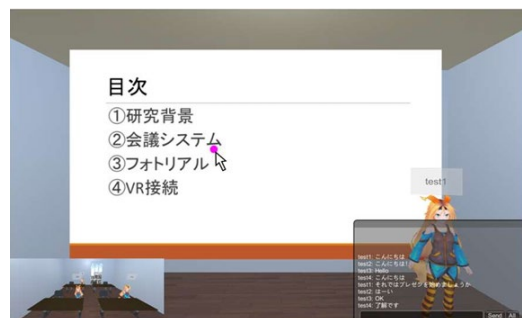 目次
①研究背景
②会議システム
③フォトリアル
④VR接続
test1
test1: こんにちは
test2: こんにちは!
test3: Hello
test4: こんにちは
test1: それではプレゼンを始めましょうか
test2: はーい
test3: OK
test4: 了解です
Send All